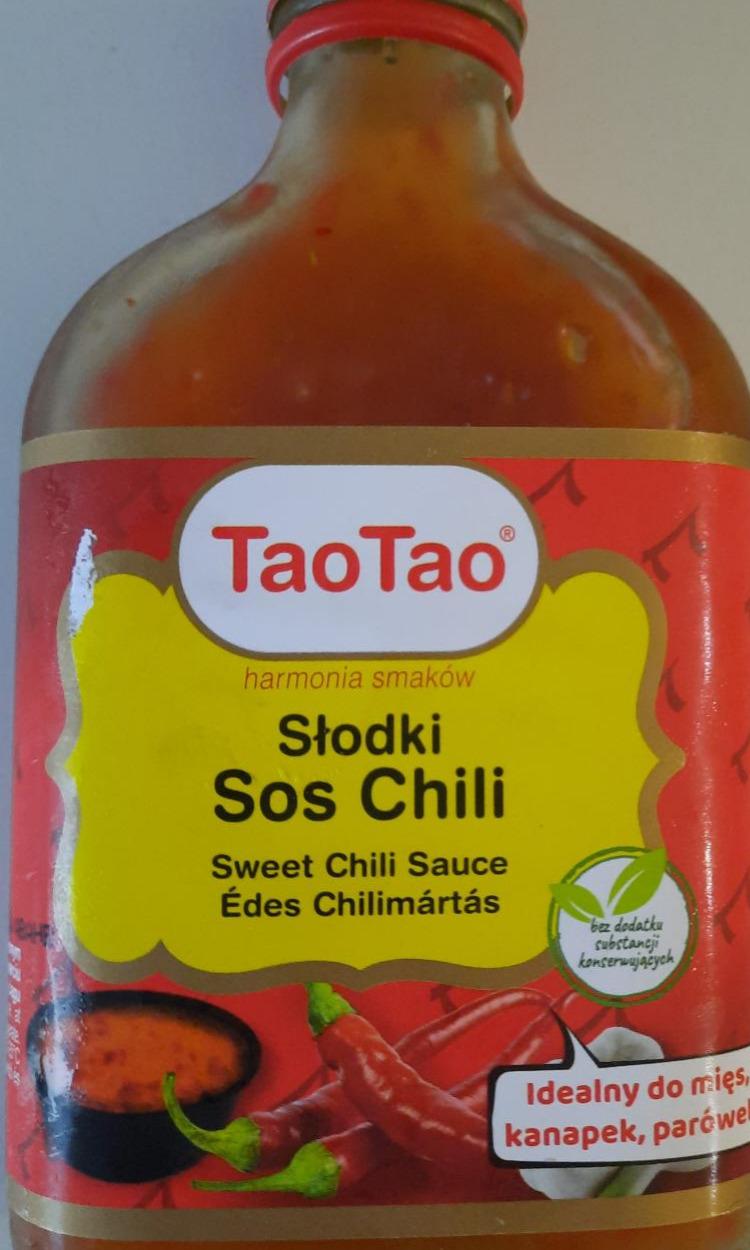 TaoTao®
harmonia smaków
Słodki
Sos Chili
Sweet Chili Sauce
Édes Chilimártás
bez dodatku
substancji
konserwujących
Idealny do mięs,
kanapek,